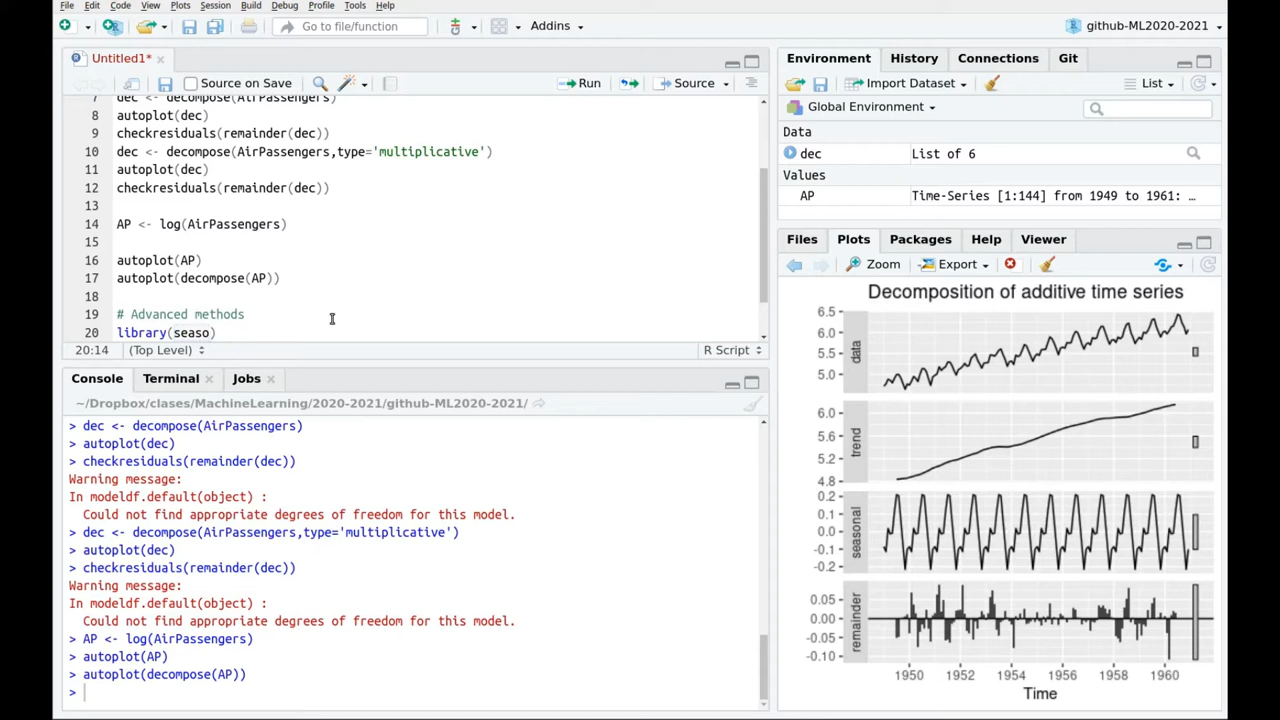 File Edit Code View Plots Session Build Debug Profile Tools Help
Go to file/function Addins github-ML2020-2021
Untitled1*
Source on Save Run Source
7 dec <- decompose(AirPassengers)
8 autoplot(dec)
9 checkresiduals(remainder(dec))
10 dec <- decompose(AirPassengers,type='multiplicative')
11 autoplot(dec)
12 checkresiduals(remainder(dec))
13
14 AP <- log(AirPassengers)
15
16 autoplot(AP)
17 autoplot(decompose(AP))
18
19 # Advanced methods
20 library(seaso)
20:14 (Top Level) R Script
Console Terminal Jobs
~/Dropbox/clases/MachineLearning/2020-2021/github-ML2020-2021/
> dec <- decompose(AirPassengers)
> autoplot(dec)
> checkresiduals(remainder(dec))
Warning message:
In modeldf.default(object) :
Could not find appropriate degrees of freedom for this model.
> dec <- decompose(AirPassengers,type='multiplicative')
> autoplot(dec)
> checkresiduals(remainder(dec))
Warning message:
In modeldf.default(object) :
Could not find appropriate degrees of freedom for this model.
> AP <- log(AirPassengers)
> autoplot(AP)
> autoplot(decompose(AP))
>
Environment History Connections Git
Import Dataset List
Global Environment
Data
dec List of 6
Values
AP Time-Series [1:144] from 1949 to 1961: …
Files Plots Packages Help Viewer
Zoom Export
Decomposition of additive time series
6.5
6.0
5.5
5.0
data
6.0
5.6
5.2
4.8
trend
0.2
0.1
0.0
-0.1
-0.2
seasonal
0.05
0.00
-0.05
-0.10
remainder
1950 1952 1954 1956 1958 1960
Time